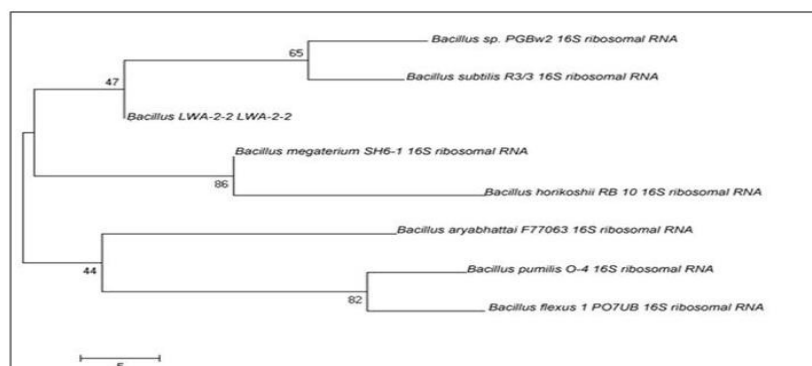 Bacillus sp. PGBw2 16S ribosomal RNA
65
Bacillus subtilis R3/3 16S ribosomal RNA
47
Bacillus LWA-2-2 LWA-2-2
Bacillus megaterium SH6-1 16S ribosomal RNA
86
Bacillus horikoshii RB 10 16S ribosomal RNA
Bacillus aryabhattai F77063 16S ribosomal RNA
44
Bacillus pumilis O-4 16S ribosomal RNA
82
Bacillus flexus 1 PO7UB 16S ribosomal RNA